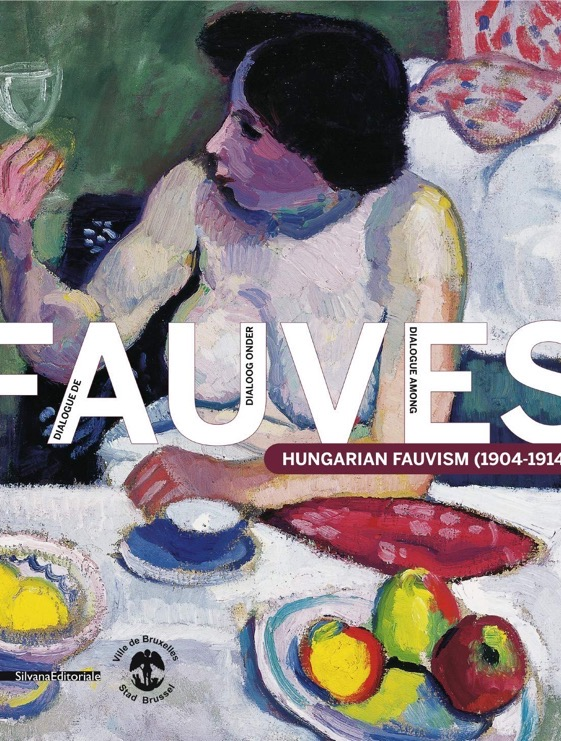 DIALOGUE DE
DIALOOG ONDER
DIALOGUE AMONG
FAUVES
HUNGARIAN FAUVISM (1904-1914
SilvanaEditoriale
Ville de Bruxelles
Stad Brussel